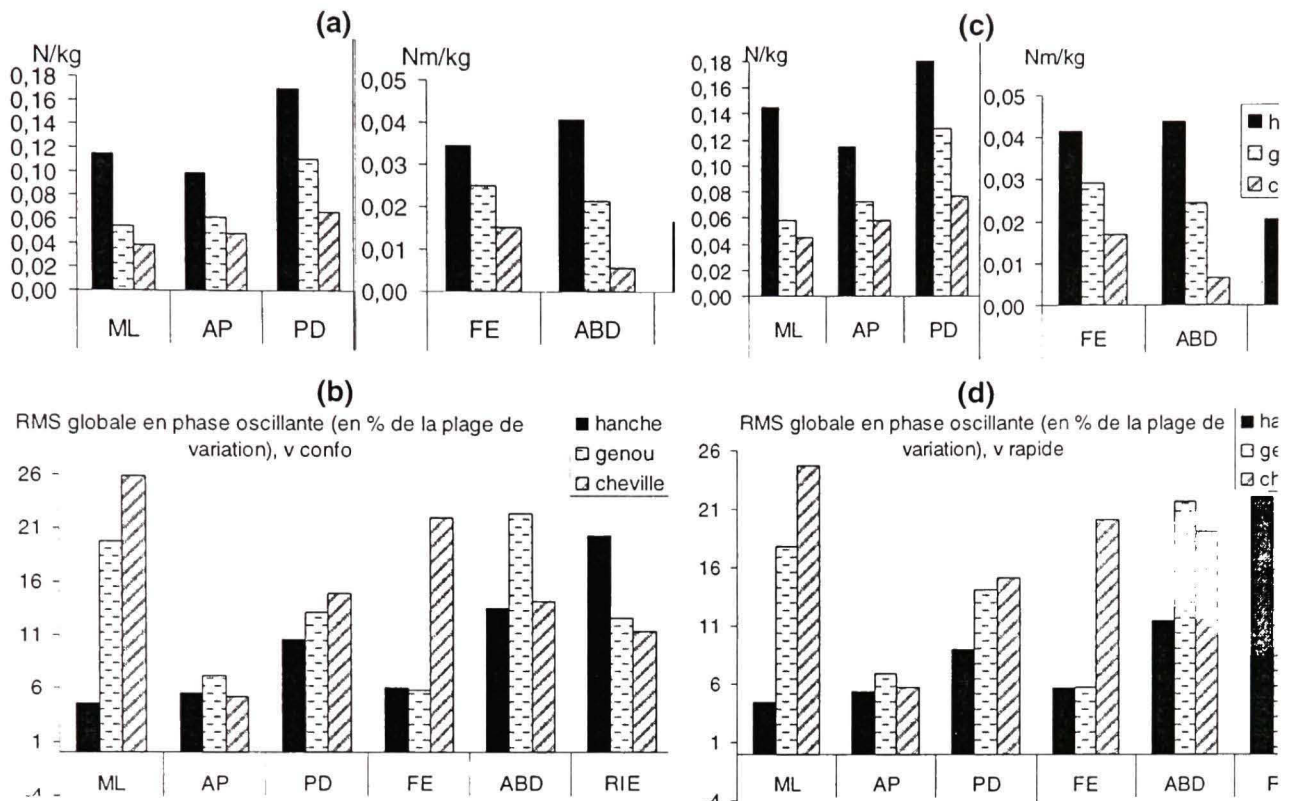 (a)
N/kg
0,18
0,16
0,14
0,12
0,10
0,08
0,06
0,04
0,02
0,00
ML AP PD
Nm/kg
0,05
0,04
0,03
0,02
0,01
0,00
FE ABD
(c)
N/kg
0,18
0,16
0,14
0,12
0,10
0,08
0,06
0,04
0,02
0,00
ML AP PD
Nm/kg
0,05
0,04
0,03
0,02
0,01
0,00
FE ABD
h
g
c
(b)
RMS globale en phase oscillante (en % de la plage de
variation), v confo
hanche
genou
cheville
26
21
16
11
6
1
-4
ML AP PD FE ABD RIE
(d)
RMS globale en phase oscillante (en % de la plage de
variation), v rapide
ha
ge
ch
26
21
16
11
6
1
-4
ML AP PD FE ABD F